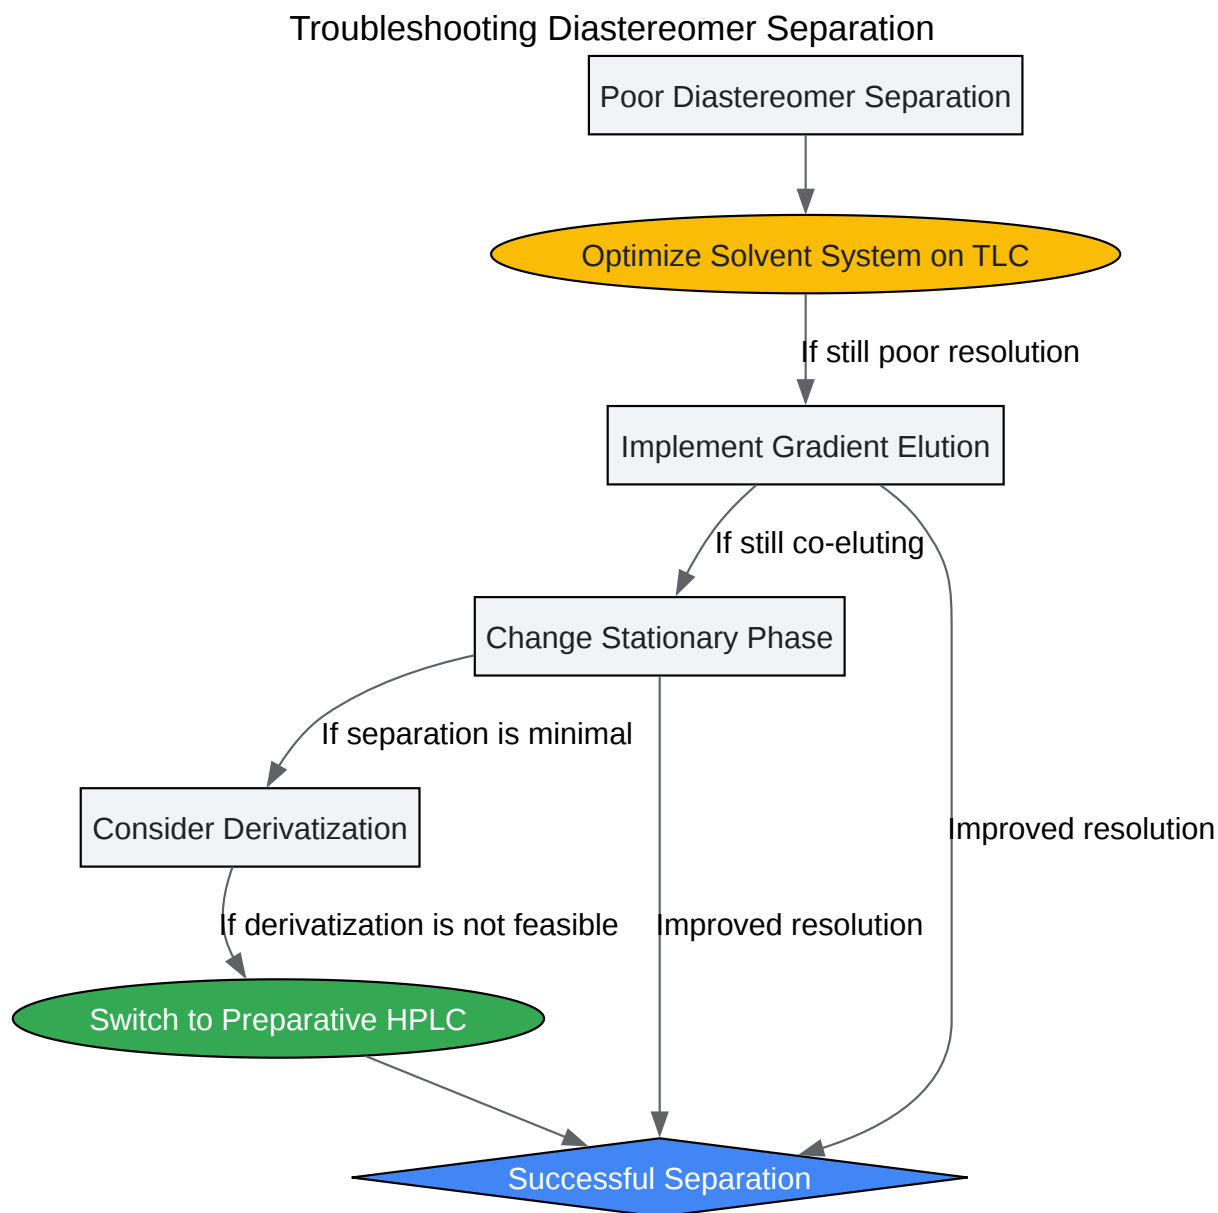 Troubleshooting Diastereomer Separation
Poor Diastereomer Separation
Optimize Solvent System on TLC
If still poor resolution
Implement Gradient Elution
If still co-eluting
Change Stationary Phase
If separation is minimal
Consider Derivatization
Improved resolution
If derivatization is not feasible
Improved resolution
Switch to Preparative HPLC
Successful Separation